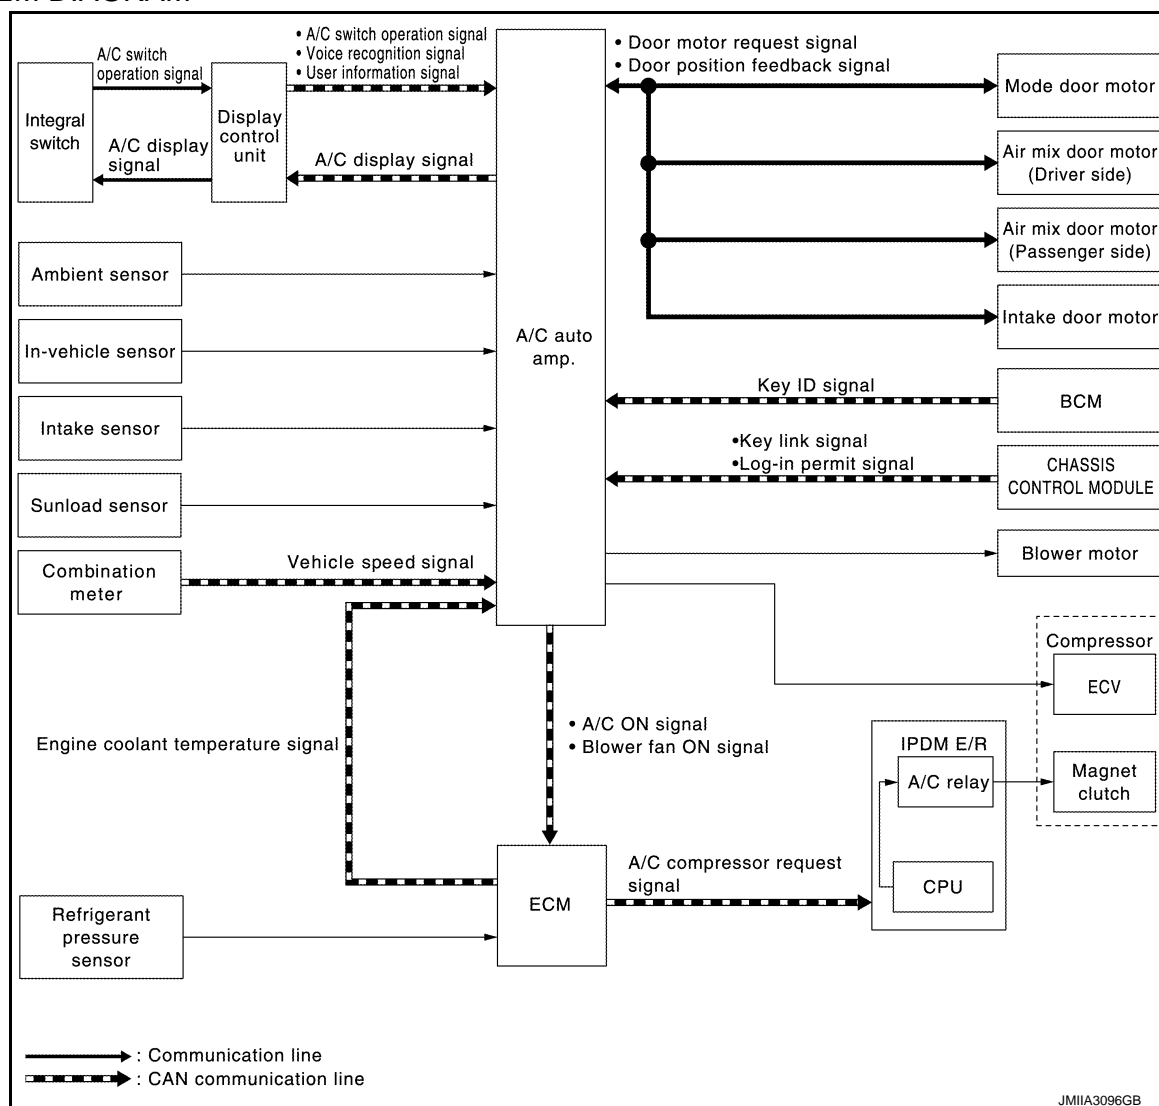 • A/C switch operation signal
• Voice recognition signal
• User information signal
A/C switch
operation signal
Integral
switch
Display
control
unit
A/C display
signal
A/C display signal
• Door motor request signal
• Door position feedback signal
Mode door motor
Air mix door motor
(Driver side)
Air mix door motor
(Passenger side)
Intake door motor
Ambient sensor
In-vehicle sensor
Intake sensor
Sunload sensor
Combination
meter
Vehicle speed signal
A/C auto
amp.
Key ID signal
BCM
•Key link signal
•Log-in permit signal
CHASSIS
CONTROL MODULE
Blower motor
Compressor
ECV
Magnet
clutch
Engine coolant temperature signal
• A/C ON signal
• Blower fan ON signal
IPDM E/R
A/C relay
CPU
A/C compressor request
signal
ECM
Refrigerant
pressure
sensor
: Communication line
: CAN communication line
JMIIA3096GB